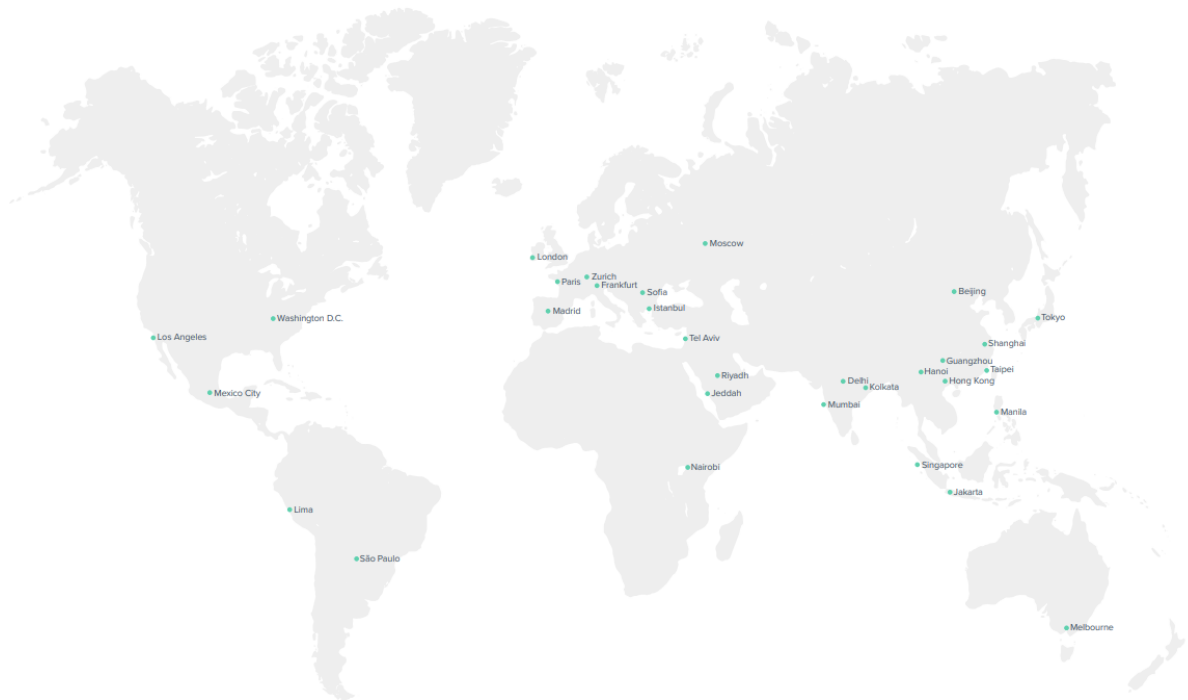 Moscow
London
Zurich
Paris
Frankfurt
Sofia
Beijing
Madrid
Istanbul
Washington D.C.
Tokyo
Los Angeles
Tel Aviv
Shanghai
Guangzhou
Taipei
Hanoi
Riyadh
Delhi
Hong Kong
Kolkata
Mexico City
Jeddah
Mumbai
Manila
Singapore
Nairobi
Jakarta
Lima
São Paulo
Melbourne